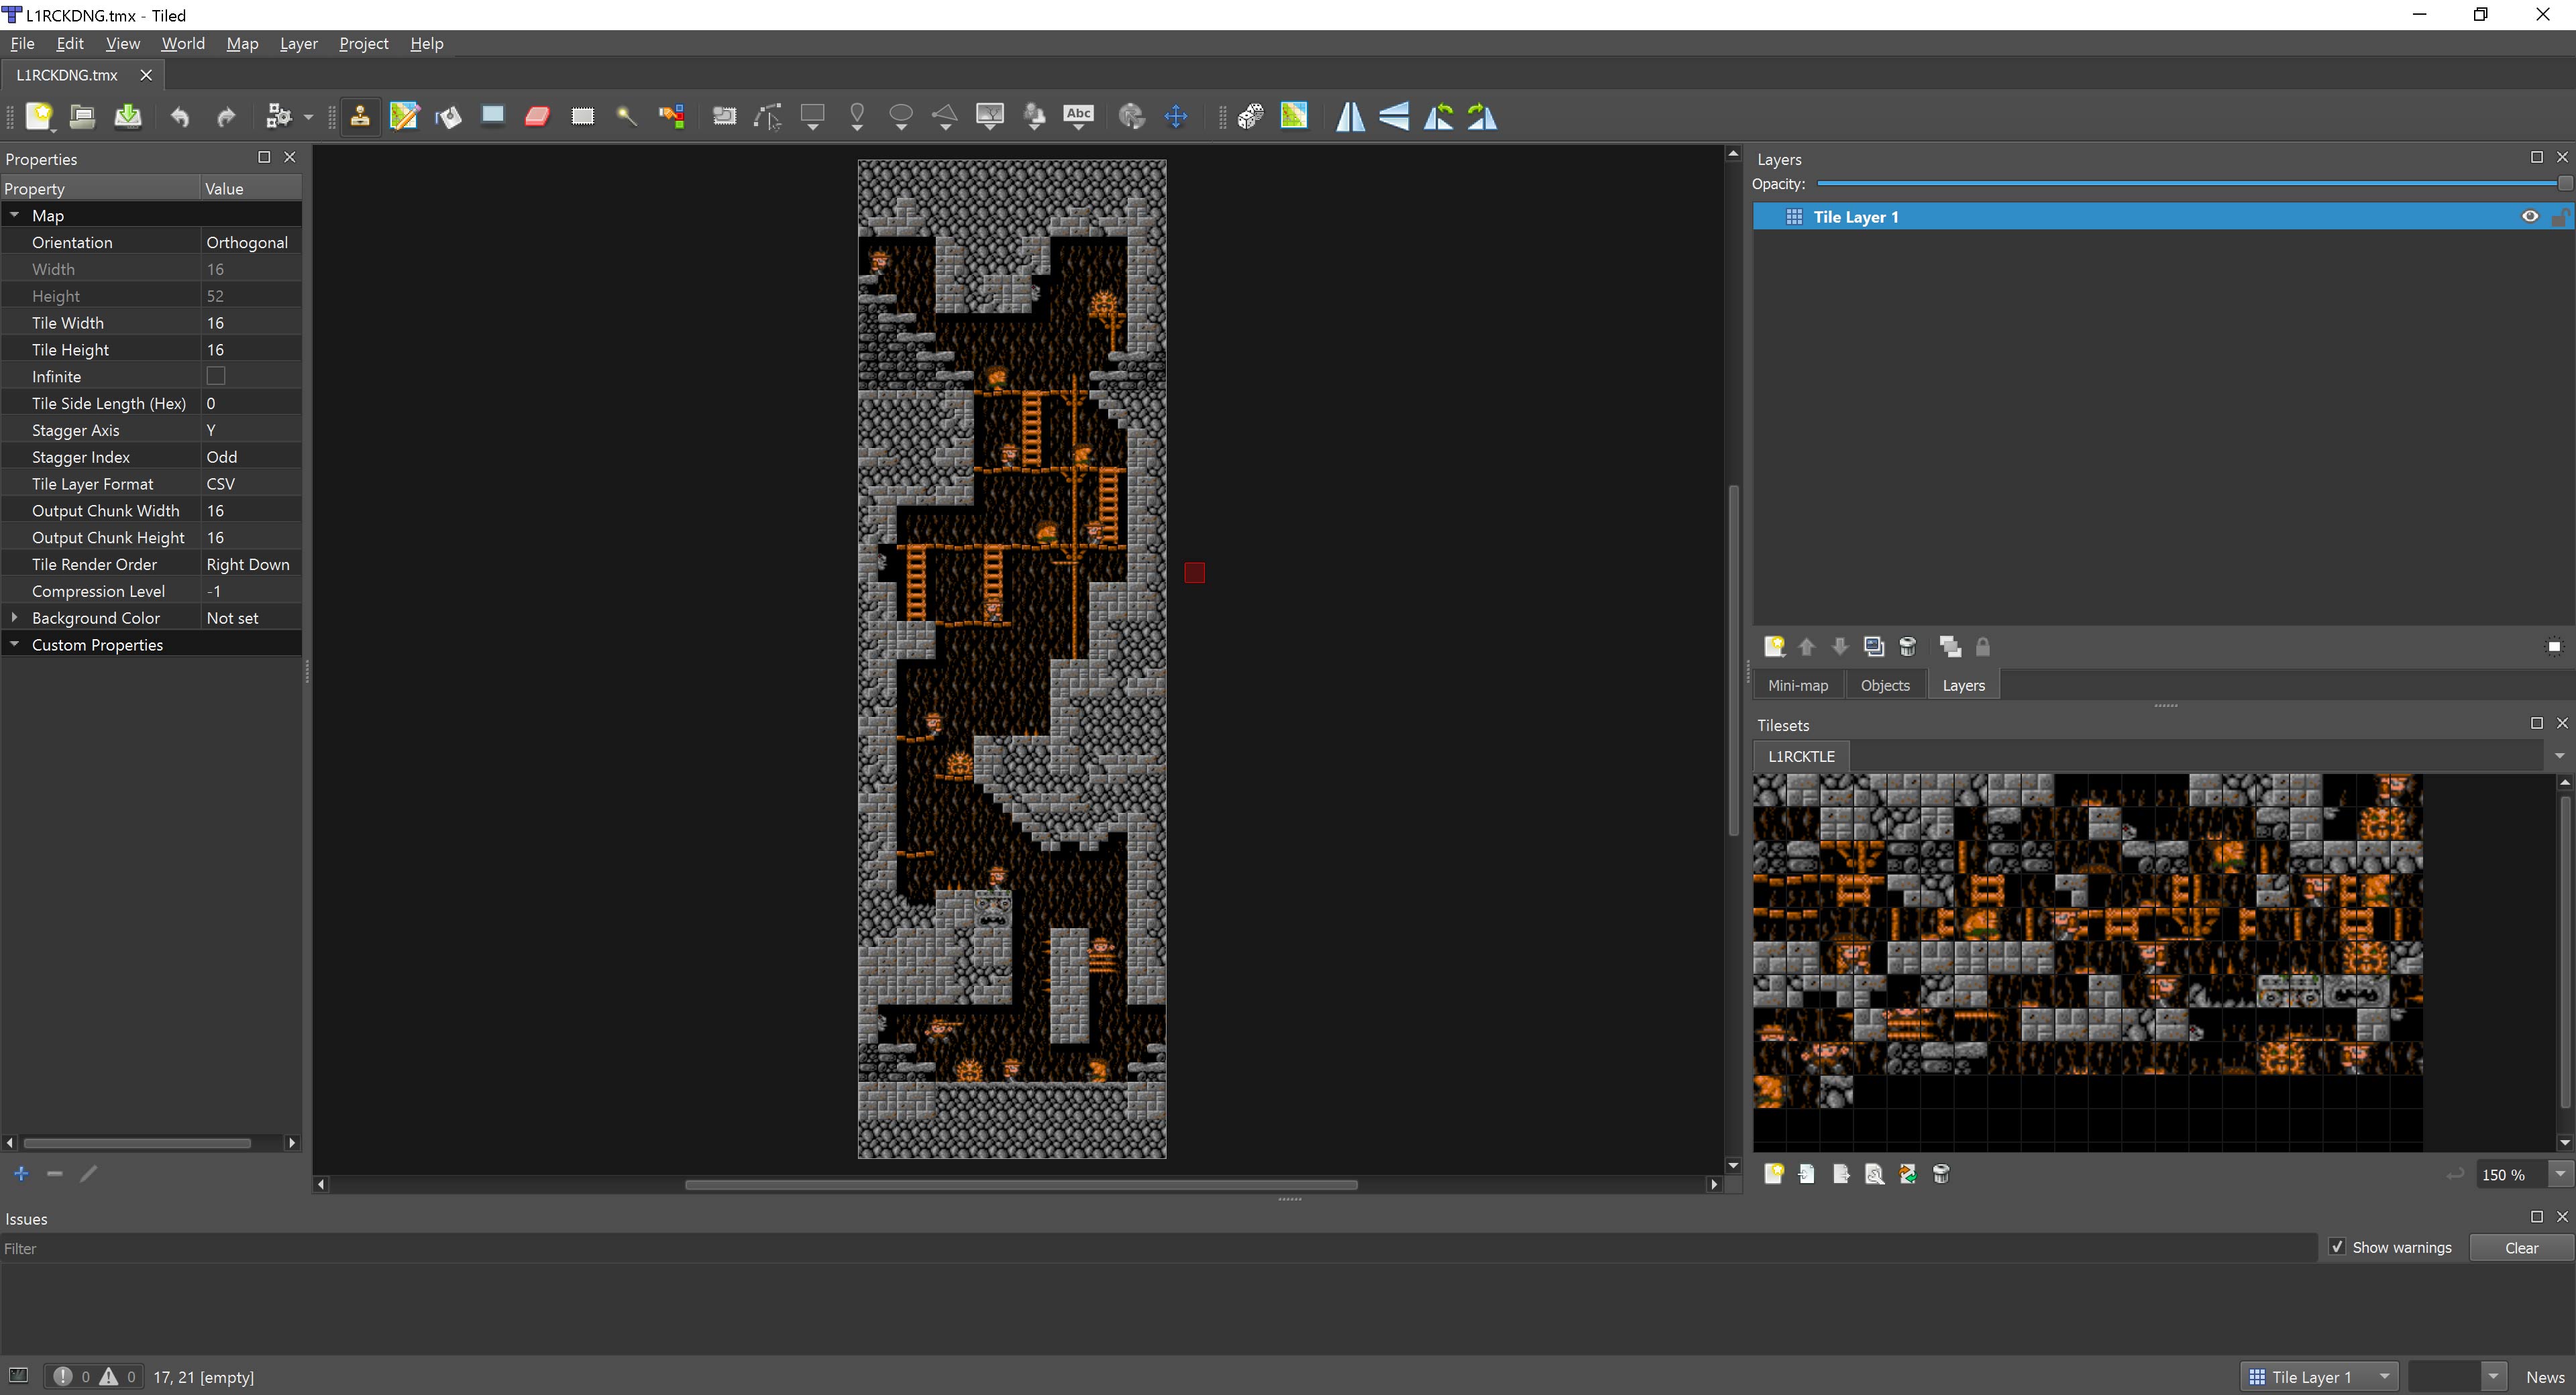 L1RCKDNG.tmx - Tiled
File Edit View World Map Layer Project Help
L1RCKDNG.tmx
Abc
Properties
Property Value
Map
Orientation Orthogonal
Width 16
Height 52
Tile Width 16
Tile Height 16
Infinite
Tile Side Length (Hex) 0
Stagger Axis Y
Stagger Index Odd
Tile Layer Format CSV
Output Chunk Width 16
Output Chunk Height 16
Tile Render Order Right Down
Compression Level -1
Background Color Not set
Custom Properties
Layers
Opacity:
Tile Layer 1
Mini-map Objects Layers
Tilesets
L1RCKTLE
150 %
Issues
Filter
Show warnings Clear
0 0 17, 21 [empty]
Tile Layer 1 News